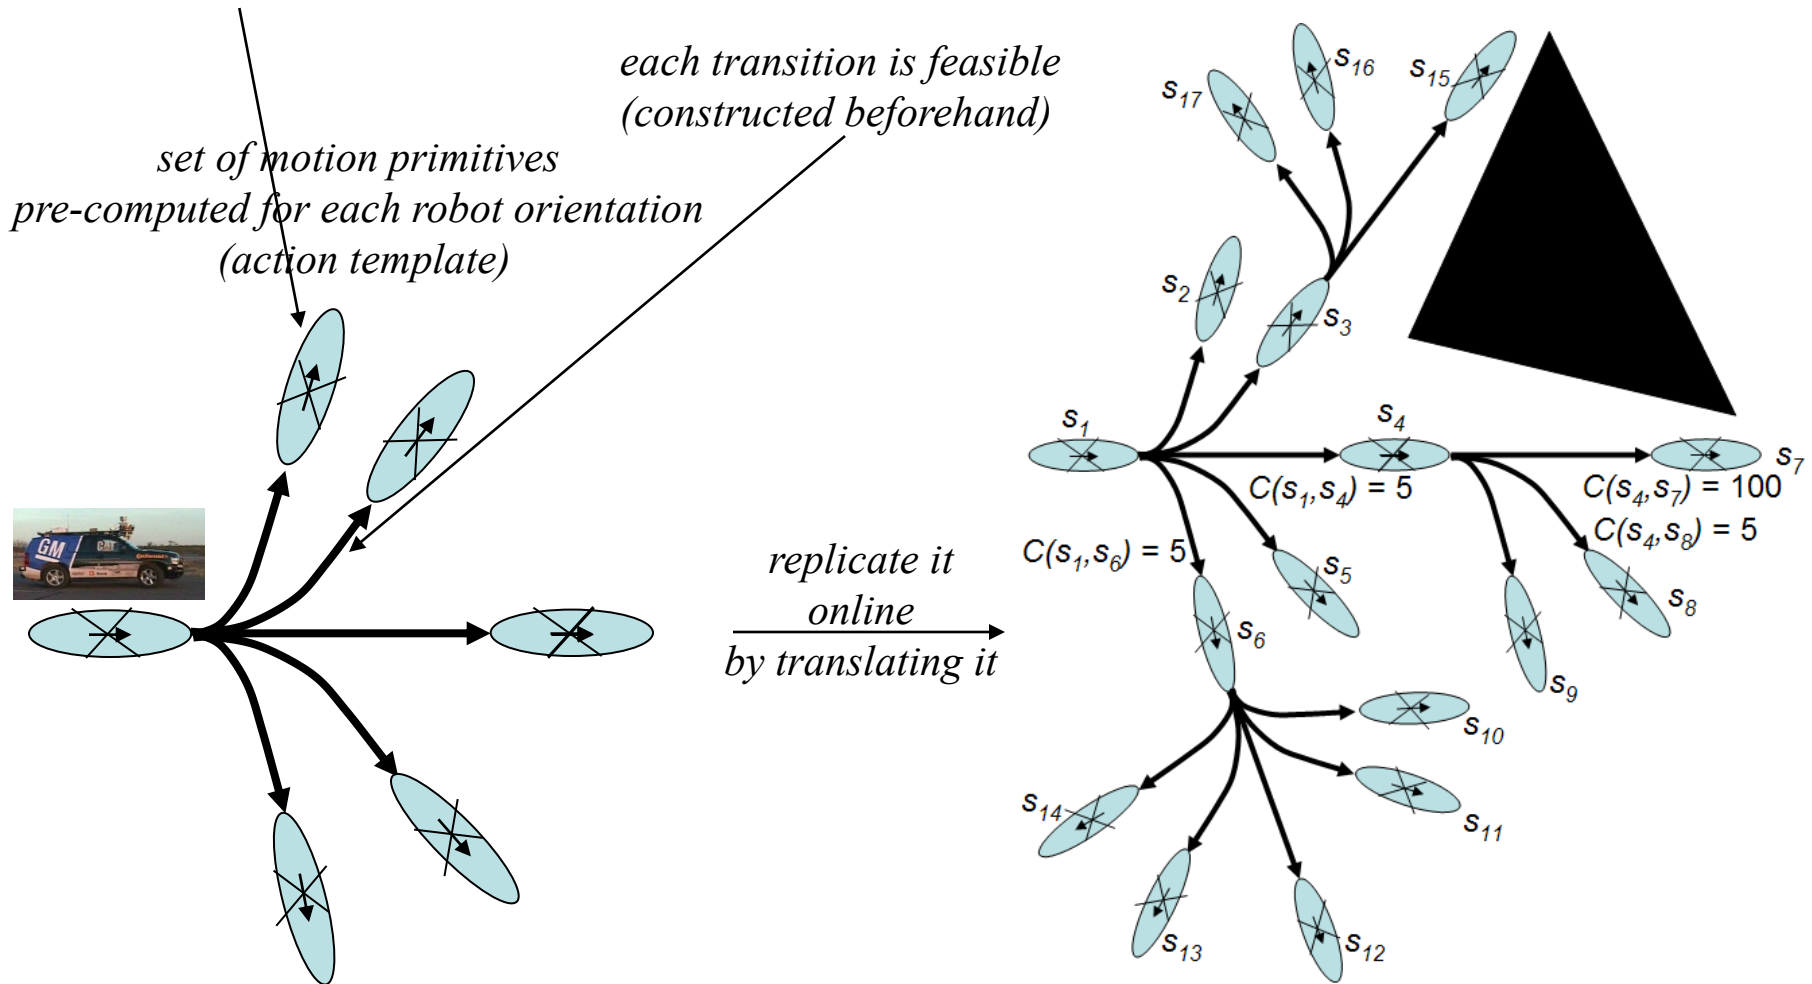 each transition is feasible
(constructed beforehand)
set of motion primitives
pre-computed for each robot orientation
(action template)
GM
replicate it
online
by translating it
s16
s15
s17
s2
s3
s1
s4
s7
C(s1,s4) = 5
C(s4,s7) = 100
C(s4,s8) = 5
C(s1,s6) = 5
s5
s8
s6
s9
s10
s14
s11
s13
s12